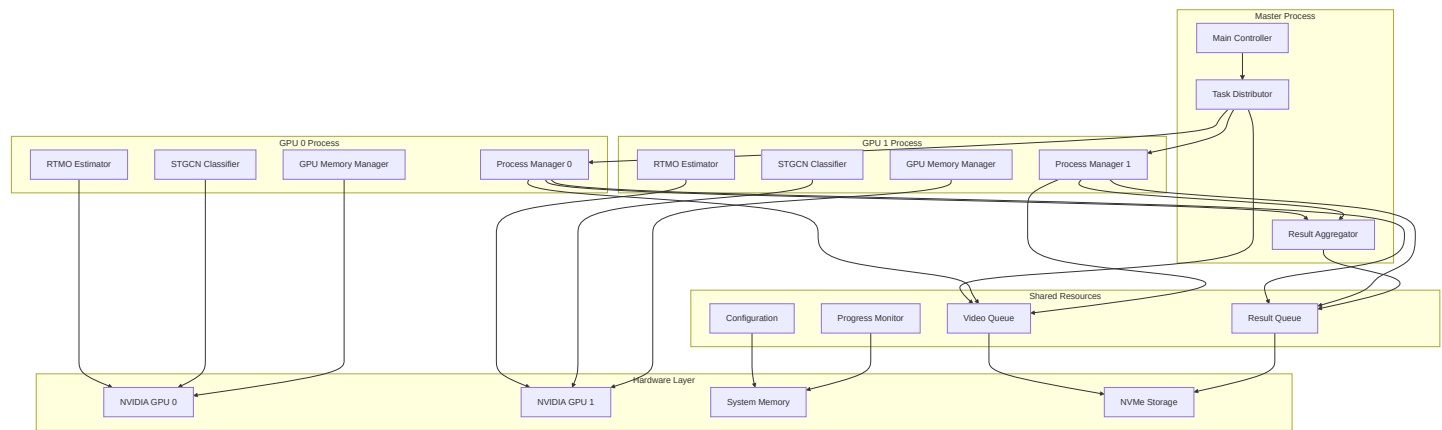 Master Process
Main Controller
Task Distributor
GPU 0 Process
RTMO Estimator
STGCN Classifier
GPU Memory Manager
Process Manager 0
GPU 1 Process
RTMO Estimator
STGCN Classifier
GPU Memory Manager
Process Manager 1
Result Aggregator
Shared Resources
Configuration
Progress Monitor
Video Queue
Result Queue
Hardware Layer
NVIDIA GPU 0
NVIDIA GPU 1
System Memory
NVMe Storage